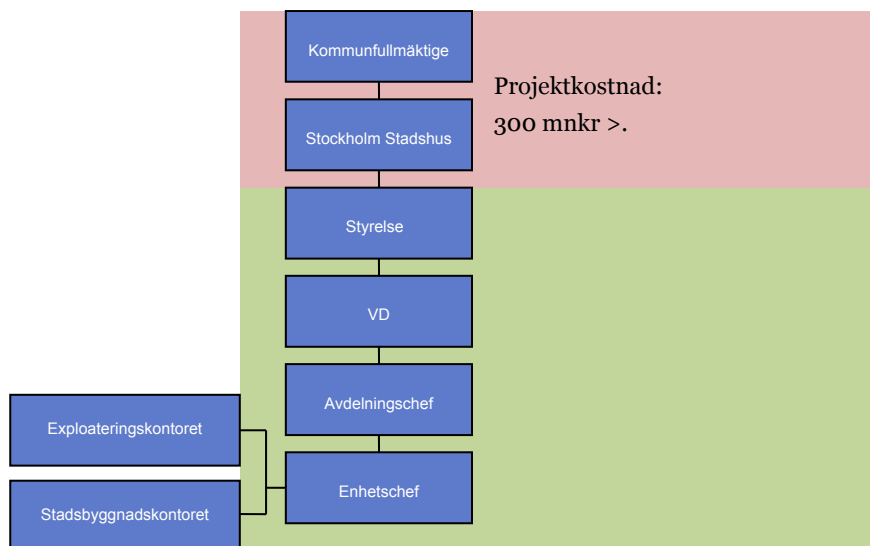 Kommunfullmäktige
Projektkostnad:
300 mnkr >.
Stockholm Stadshus
Styrelse
VD
Avdelningschef
Exploateringskontoret
Enhetschef
Stadsbyggnadskontoret